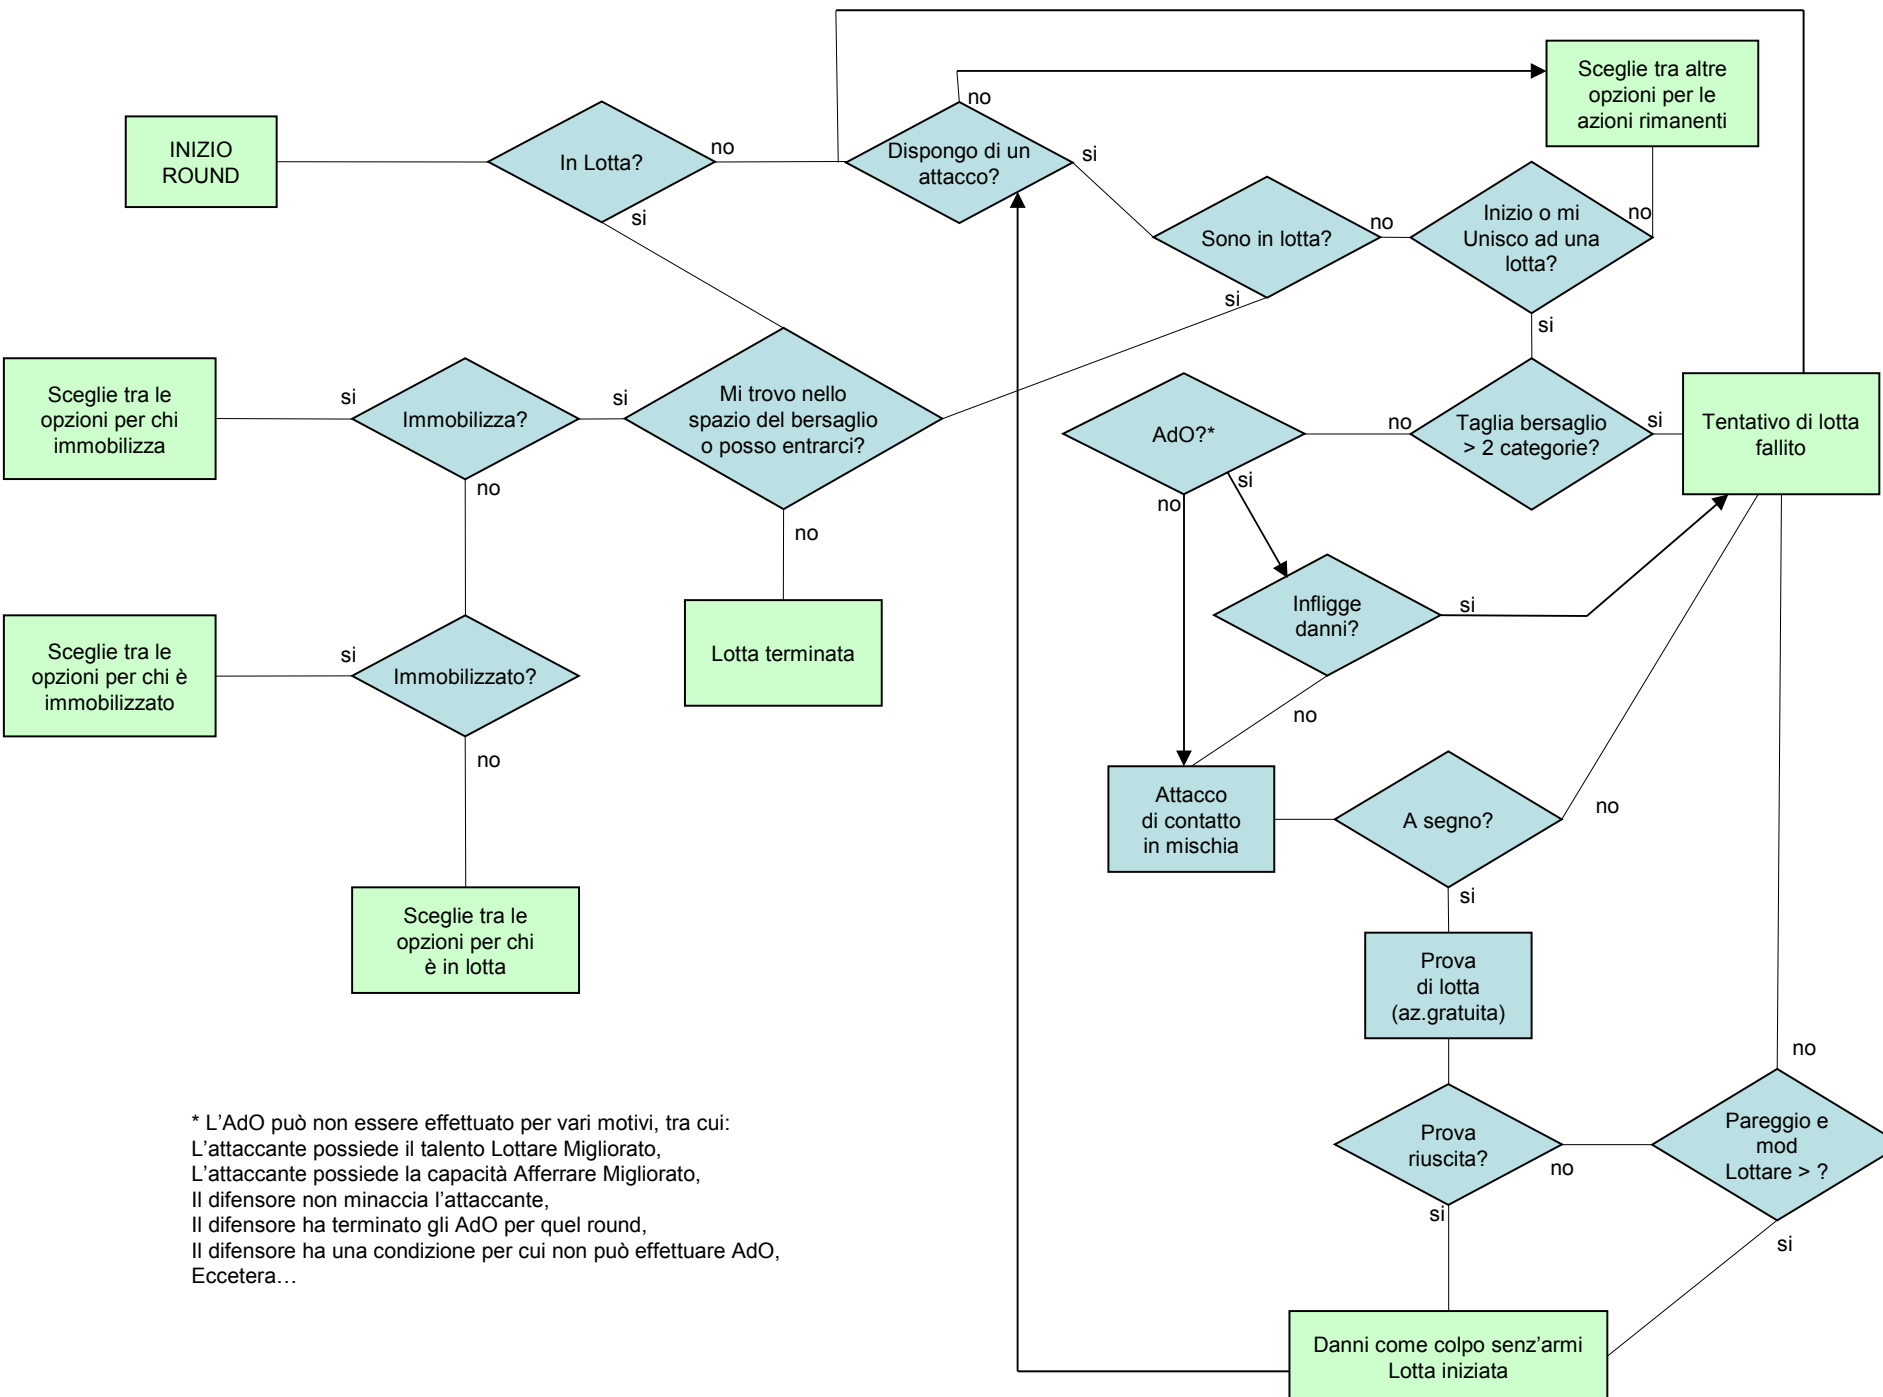 Sceglie tra altre
opzioni per le
azioni rimanenti
no
INIZIO
ROUND
In Lotta?
no
si
Dispongo di un
attacco?
si
Sono in lotta?
no
si
Inizio o mi
Unisco ad una
lotta?
no
si
Sceglie tra le
opzioni per chi
immobilizza
si
Immobilizza?
si
no
Mi trovo nello
spazio del bersaglio
o posso entrarci?
no
AdO?*
no
si
no
Taglia bersaglio
> 2 categorie?
si
Tentativo di lotta
fallito
Infligge
danni?
si
no
Sceglie tra le
opzioni per chi è
immobilizzato
si
Immobilizzato?
no
Lotta terminata
Attacco
di contatto
in mischia
A segno?
no
si
Sceglie tra le
opzioni per chi
è in lotta
Prova
di lotta
(az.gratuita)
no
Prova
riuscita?
no
si
Pareggio e
mod
Lottare > ?
si
* L’AdO può non essere effettuato per vari motivi, tra cui:
L’attaccante possiede il talento Lottare Migliorato,
L’attaccante possiede la capacità Afferrare Migliorato,
Il difensore non minaccia l’attaccante,
Il difensore ha terminato gli AdO per quel round,
Il difensore ha una condizione per cui non può effettuare AdO,
Eccetera…
Danni come colpo senz’armi
Lotta iniziata